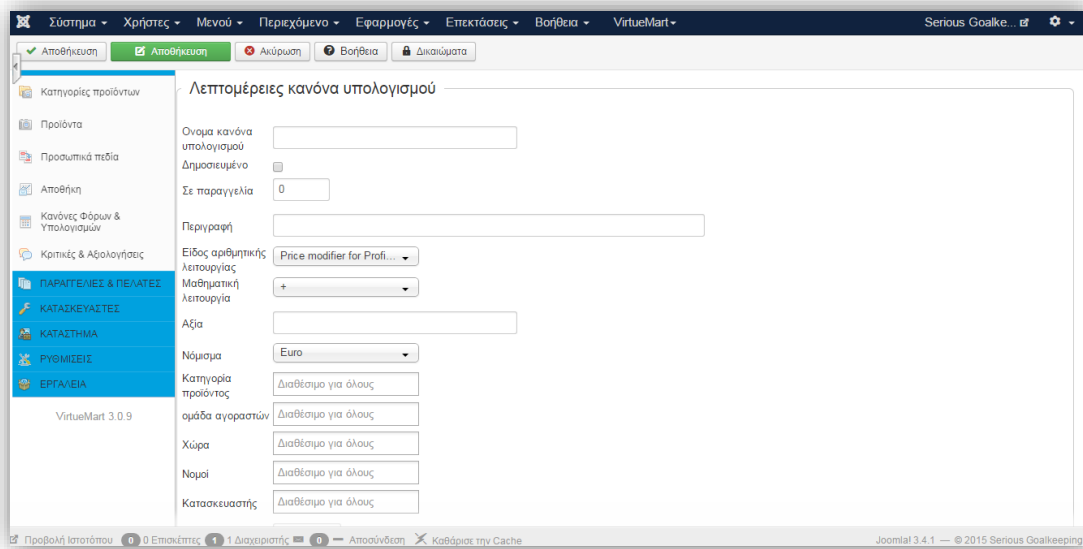 Σύστημα Χρήστες Μενού Περιεχόμενο Εφαρμογές Επεκτάσεις Βοήθεια VirtueMart Serious Goalke...
Αποθήκευση Αποθήκευση Ακύρωση Βοήθεια Δικαιώματα
Κατηγορίες προϊόντων
Προϊόντα
Προσωπικά πεδία
Αποθήκη
Κανόνες Φόρων &
Υπολογισμών
Κριτικές & Αξιολογήσεις
ΠΑΡΑΓΓΕΛΙΕΣ & ΠΕΛΑΤΕΣ
ΚΑΤΑΣΚΕΥΑΣΤΕΣ
ΚΑΤΑΣΤΗΜΑ
ΡΥΘΜΙΣΕΙΣ
ΕΡΓΑΛΕΙΑ
VirtueMart 3.0.9
Λεπτομέρειες κανόνα υπολογισμού
Ονομα κανόνα
υπολογισμού
Δημοσιευμένο
Σε παραγγελία 0
Περιγραφή
Είδος αριθμητικής
λειτουργίας
Price modifier for Profi...
Μαθηματική
λειτουργία
+
Αξία
Νόμισμα Euro
Κατηγορία
προϊόντος
Διαθέσιμο για όλους
ομάδα αγοραστών Διαθέσιμο για όλους
Χώρα Διαθέσιμο για όλους
Νομοί Διαθέσιμο για όλους
Κατασκευαστής Διαθέσιμο για όλους
Προβολή Ιστοτόπου 0 0 Επισκέπτες 1 1 Διαχειριστής 0 Αποσύνδεση Καθάρισε την Cache Joomla! 3.4.1 — © 2015 Serious Goalkeeping